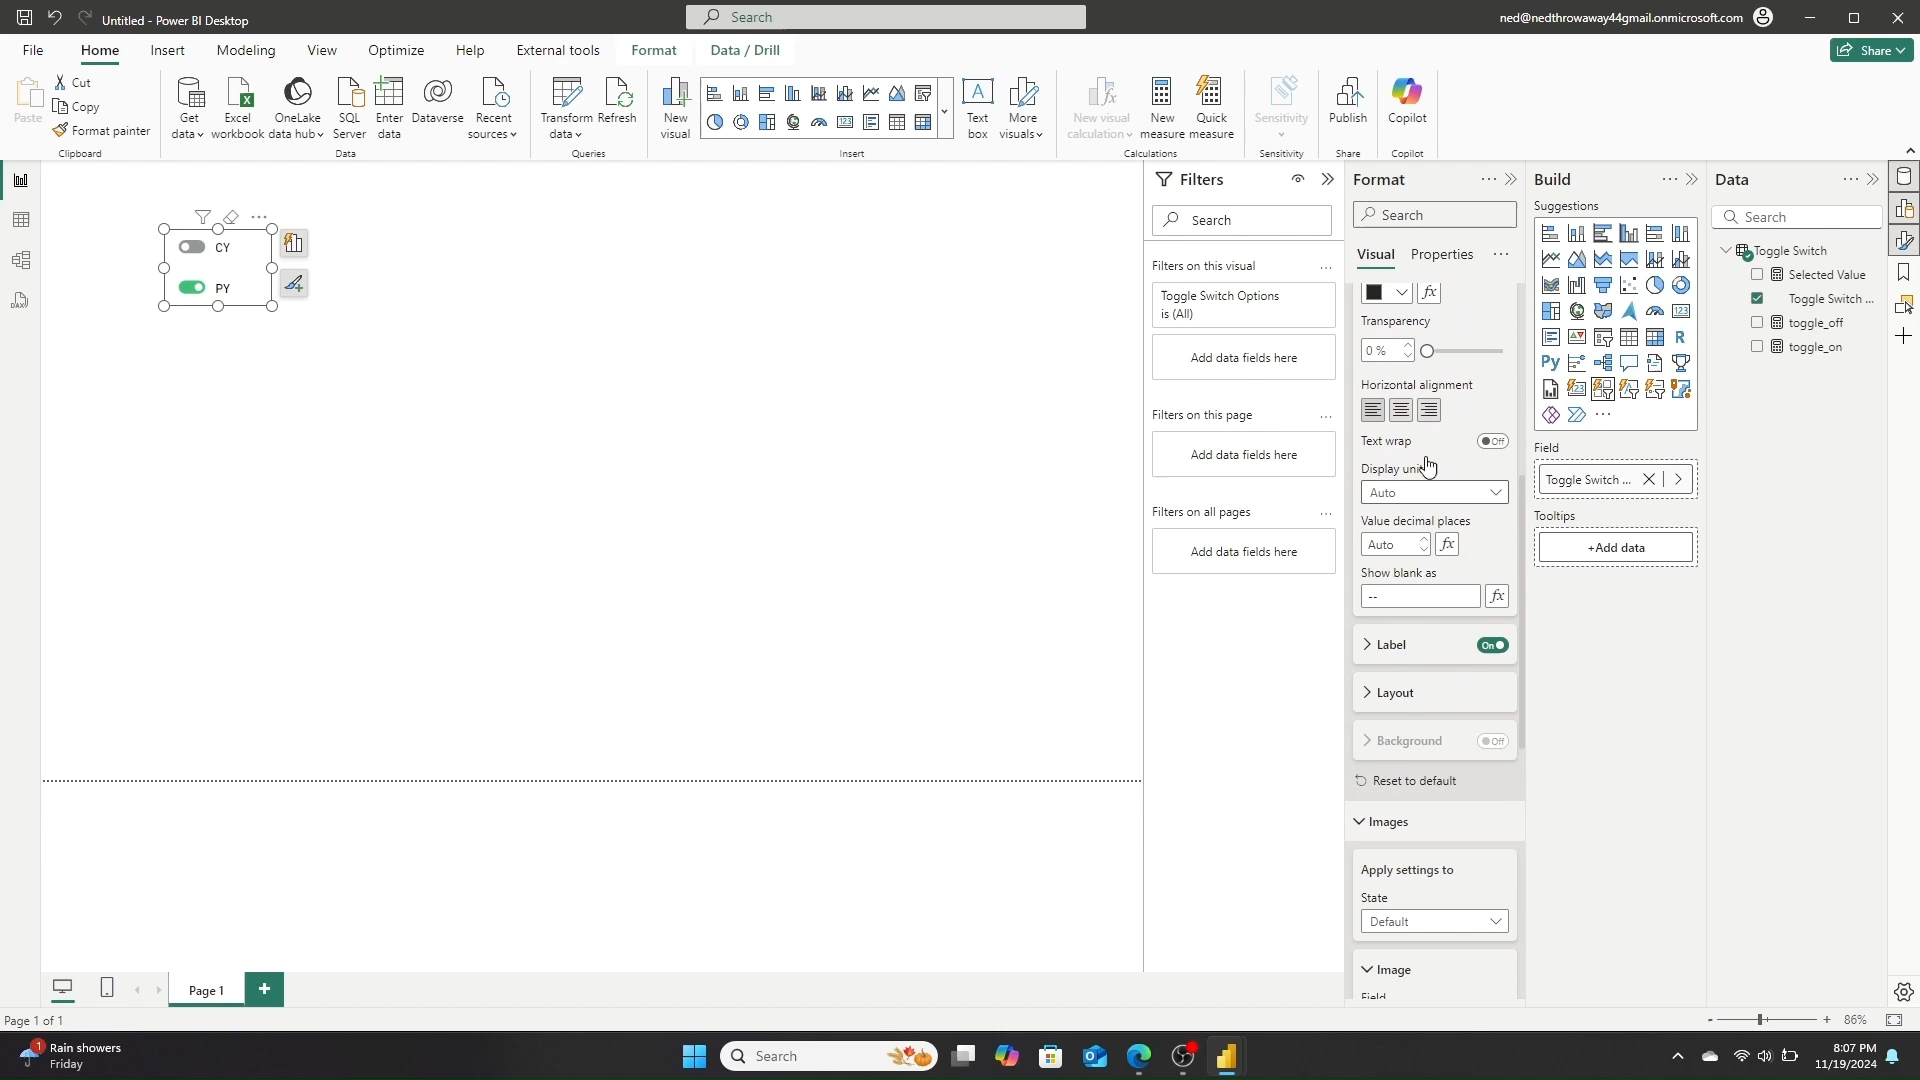 Untitled - Power BI Desktop
Search
ned@nedthrowaway44gmail.onmicrosoft.com
File
Home
Insert
Modeling
View
Optimize
Help
External tools
Format
Data / Drill
Share
Paste
Cut
Copy
Format painter
Clipboard
Get data
Excel workbook
OneLake data hub
SQL Server
Enter data
Dataverse
Recent sources
Data
Transform data
Refresh
Queries
New visual
Text box
More visuals
Insert
New visual calculation
New measure
Quick measure
Calculations
Sensitivity
Sensitivity
Publish
Share
Copilot
Copilot
CY
PY
Filters
Search
Filters on this visual
Toggle Switch Options
is (All)
Add data fields here
Filters on this page
Add data fields here
Filters on all pages
Add data fields here
Format
Search
Visual
Properties
fx
Transparency
0 %
Horizontal alignment
Text wrap
Off
Auto
Value decimal places
Auto
fx
Show blank as
--
fx
Label
On
Layout
Background
Off
Reset to default
Images
Apply settings to
State
Default
Image
Field
Build
Suggestions
R
Py
123
Field
Toggle Switch ...
Tooltips
+Add data
Data
Search
Toggle Switch
Selected Value
Toggle Switch ...
toggle_off
toggle_on
DAX
Page 1
Page 1 of 1
86%
1
Rain showers
Friday
Search
8:07 PM
11/19/2024